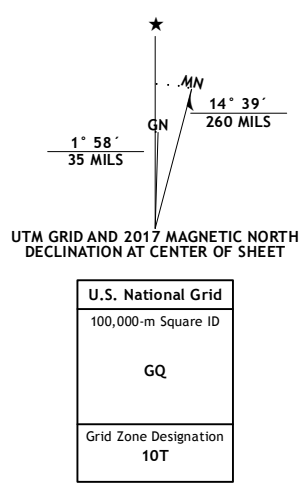 ★
MN
14° 39´
260 MILS
GN
1° 58´
35 MILS
UTM GRID AND 2017 MAGNETIC NORTH
DECLINATION AT CENTER OF SHEET
U.S. National Grid
100,000-m Square ID
GQ
Grid Zone Designation
10T